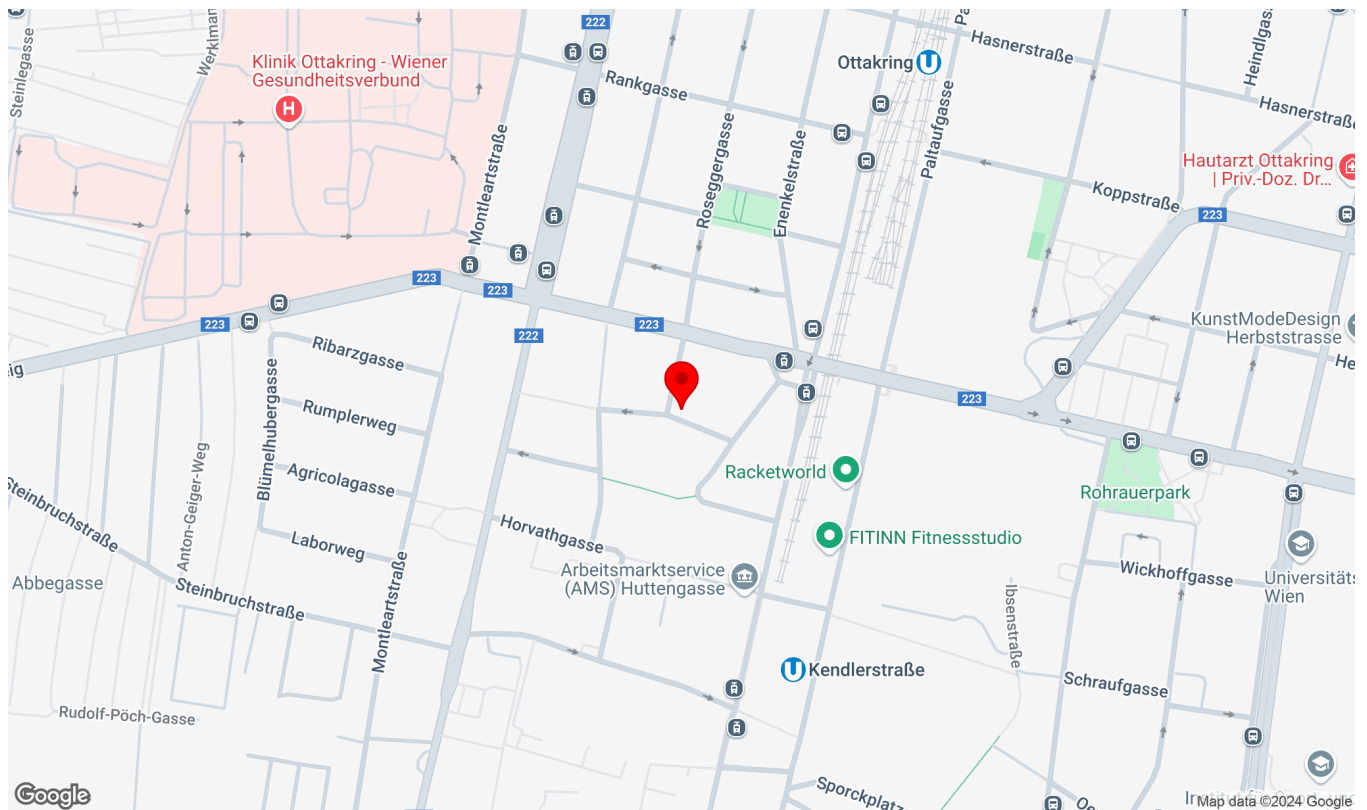 222
Steinlegasse
Klinik Ottakring - Wiener
Gesundheitsverbund
H
Ottakring
U
Hasnerstraße
Heindlgasse
Hasnerstraße
Rankgasse
Montleartstraße
Roseggergasse
Enenkelstraße
Paltaufgasse
Hautarzt Ottakring
| Priv.-Doz. Dr...
Koppstraße
223
223
223
223
223
222
KunstModeDesign
Herbststrasse
Ribarzgasse
Rumplerweg
Agricolagasse
Laborweg
Blümelhubergasse
Anton-Geiger-Weg
223
Racketworld
Rohrauerpark
Steinbruchstraße
Horvathgasse
FITINN Fitnessstudio
Abbegasse
Arbeitsmarktservice
(AMS) Huttengasse
Wickhoffgasse
Universitäts
Wien
Steinbruchstraße
Montleartstraße
Ibsenstraße
U
Kendlerstraße
Schraufgasse
Rudolf-Pöch-Gasse
Sporckplatz
Google
Map data ©2024 Google